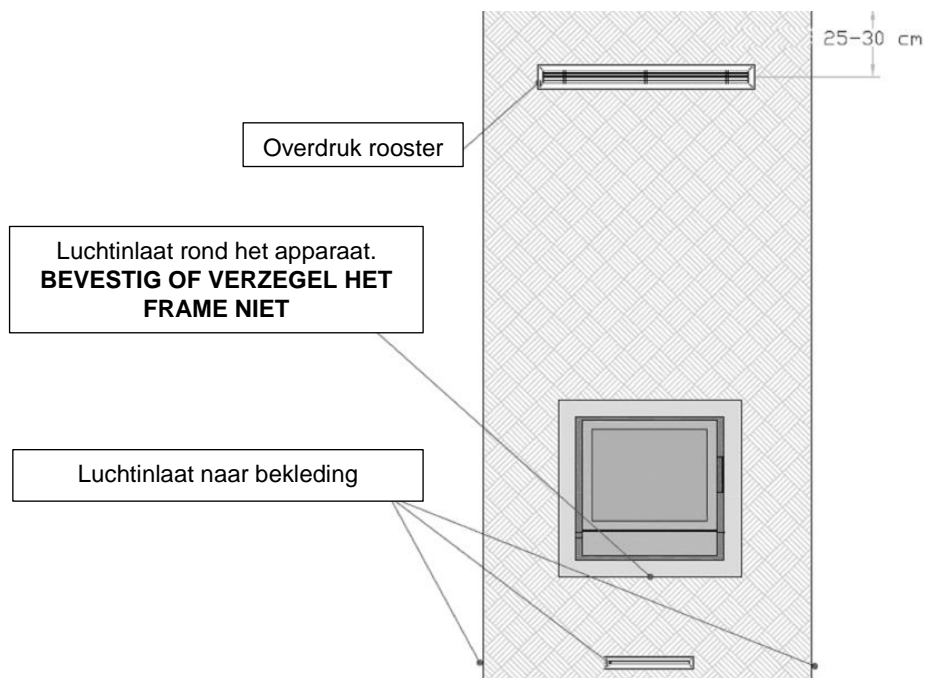 25-30 cm
Overdruk rooster
Luchtinlaat rond het apparaat.
BEVESTIG OF VERZEGEL HET
FRAME NIET
Luchtinlaat naar bekleding